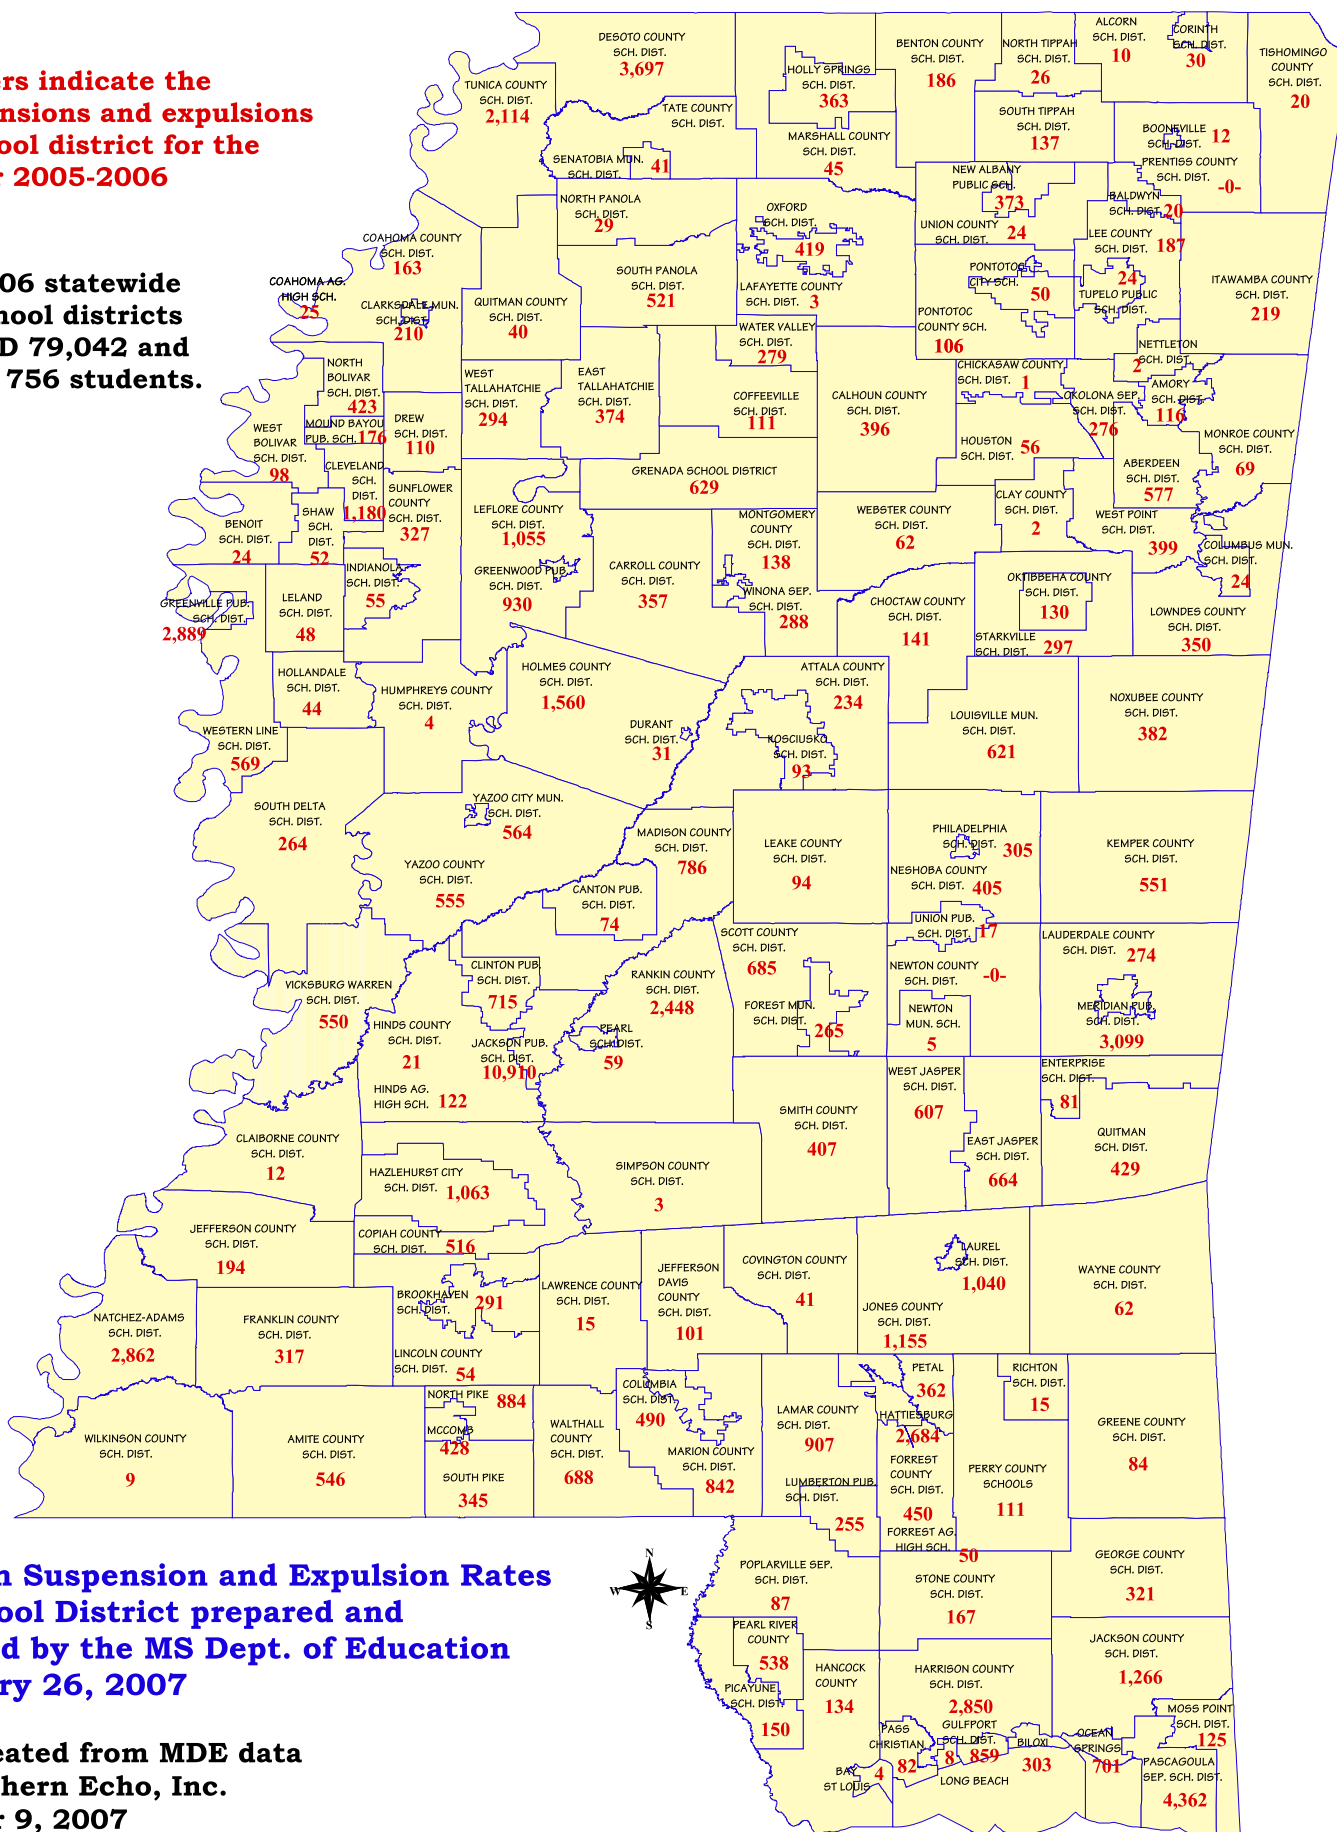 ers indicate the
nsions and expulsions
ool district for the
r 2005-2006
06 statewide
hool districts
D 79,042 and
756 students.
DESOTO COUNTY
SCH. DIST.
3,697
TUNICA COUNTY
SCH. DIST.
2,114
TATE COUNTY
SCH. DIST.
SENATOBIA MUN.
SCH. DIST.
41
HOLLY SPRINGS
SCH. DIST.
363
MARSHALL COUNTY
SCH. DIST.
45
BENTON COUNTY
SCH. DIST.
186
NORTH TIPPAH
SCH. DIST.
26
ALCORN
SCH. DIST.
10
CORINTH
SCH. DIST.
30
TISHOMINGO
COUNTY
SCH. DIST.
20
SOUTH TIPPAH
SCH. DIST.
137
BOONEVILLE
SCH. DIST.
12
PRENTISS COUNTY
SCH. DIST.
-0-
NEW ALBANY
PUBLIC SCH.
373
BALDWYN
SCH. DIST.
20
UNION COUNTY
SCH. DIST.
24
LEE COUNTY
SCH. DIST.
187
NORTH PANOLA
SCH. DIST.
29
OXFORD
SCH. DIST.
419
COAHOMA COUNTY
SCH. DIST.
163
COAHOMA AG.
HIGH SCH.
25
CLARKSDALE MUN.
SCH. DIST.
210
QUITMAN COUNTY
SCH. DIST.
40
SOUTH PANOLA
SCH. DIST.
521
LAFAYETTE COUNTY
SCH. DIST.
3
PONTOTOC
CITY SCH.
50
24
TUPELO PUBLIC
SCH. DIST.
ITAWAMBA COUNTY
SCH. DIST.
219
WATER VALLEY
SCH. DIST.
279
PONTOTOC
COUNTY SCH.
106
NETTLETON
SCH. DIST.
2
NORTH
BOLIVAR
SCH. DIST.
423
WEST
TALLAHATCHIE
SCH. DIST.
294
EAST
TALLAHATCHIE
SCH. DIST.
374
COFFEEVILLE
SCH. DIST.
111
CALHOUN COUNTY
SCH. DIST.
396
CHICKASAW COUNTY
SCH. DIST.
1
OKOLONA SEP.
SCH. DIST.
276
AMORY
SCH. DIST.
116
MOUND BAYOU
PUB. SCH.
176
DREW
SCH. DIST.
110
WEST
BOLIVAR
SCH. DIST.
98
HOUSTON
SCH. DIST.
56
MONROE COUNTY
SCH. DIST.
69
CLEVELAND
SCH.
DIST.
1,180
SUNFLOWER
COUNTY
SCH. DIST.
327
GRENADA SCHOOL DISTRICT
629
ABERDEEN
SCH. DIST.
577
BENOIT
SCH. DIST.
24
SHAW
SCH.
DIST.
52
LEFLORE COUNTY
SCH. DIST.
1,055
MONTGOMERY
COUNTY
SCH. DIST.
138
WEBSTER COUNTY
SCH. DIST.
62
CLAY COUNTY
SCH. DIST.
2
WEST POINT
SCH. DIST.
399
COLUMBUS MUN.
SCH. DIST.
24
INDIANOLA
SCH. DIST.
55
GREENWOOD PUB.
SCH. DIST.
930
CARROLL COUNTY
SCH. DIST.
357
WINONA SEP.
SCH. DIST.
288
CHOCTAW COUNTY
SCH. DIST.
141
OKTIBBEHA COUNTY
SCH. DIST.
130
STARKVILLE
SCH. DIST.
297
LOWNDES COUNTY
SCH. DIST.
350
GREENVILLE PUB.
SCH. DIST.
2,889
LELAND
SCH. DIST.
48
HOLLANDALE
SCH. DIST.
44
HUMPHREYS COUNTY
SCH. DIST.
4
HOLMES COUNTY
SCH. DIST.
1,560
DURANT
SCH. DIST.
31
ATTALA COUNTY
SCH. DIST.
234
KOSCIUSKO
SCH. DIST.
93
LOUISVILLE MUN.
SCH. DIST.
621
NOXUBEE COUNTY
SCH. DIST.
382
WESTERN LINE
SCH. DIST.
569
SOUTH DELTA
SCH. DIST.
264
YAZOO CITY MUN.
SCH. DIST.
564
YAZOO COUNTY
SCH. DIST.
555
MADISON COUNTY
SCH. DIST.
786
CANTON PUB.
SCH. DIST.
74
LEAKE COUNTY
SCH. DIST.
94
PHILADELPHIA
SCH. DIST.
305
NESHOBA COUNTY
SCH. DIST.
405
KEMPER COUNTY
SCH. DIST.
551
UNION PUB.
SCH. DIST.
17
SCOTT COUNTY
SCH. DIST.
685
NEWTON COUNTY
SCH. DIST.
-0-
LAUDERDALE COUNTY
SCH. DIST.
274
VICKSBURG WARREN
SCH. DIST.
550
CLINTON PUB.
SCH. DIST.
715
RANKIN COUNTY
SCH. DIST.
2,448
FOREST MUN.
SCH. DIST.
265
NEWTON
MUN. SCH.
5
MERIDIAN PUB.
SCH. DIST.
3,099
HINDS COUNTY
SCH. DIST.
21
JACKSON PUB.
SCH. DIST.
10,910
PEARL
SCH. DIST.
59
HINDS AG.
HIGH SCH.
122
WEST JASPER
SCH. DIST.
607
ENTERPRISE
SCH. DIST.
81
SMITH COUNTY
SCH. DIST.
407
EAST JASPER
SCH. DIST.
664
QUITMAN
SCH. DIST.
429
CLAIBORNE COUNTY
SCH. DIST.
12
HAZLEHURST CITY
SCH. DIST.
1,063
SIMPSON COUNTY
SCH. DIST.
3
JEFFERSON COUNTY
SCH. DIST.
194
COPIAH COUNTY
SCH. DIST.
516
BROOKHAVEN
SCH. DIST.
291
LAWRENCE COUNTY
SCH. DIST.
15
JEFFERSON
DAVIS
COUNTY
SCH. DIST.
101
COVINGTON COUNTY
SCH. DIST.
41
LAUREL
SCH. DIST.
1,040
JONES COUNTY
SCH. DIST.
1,155
WAYNE COUNTY
SCH. DIST.
62
NATCHEZ-ADAMS
SCH. DIST.
2,862
FRANKLIN COUNTY
SCH. DIST.
317
LINCOLN COUNTY
SCH. DIST.
54
NORTH PIKE
884
MCCOMB
428
SOUTH PIKE
345
WILKINSON COUNTY
SCH. DIST.
9
AMITE COUNTY
SCH. DIST.
546
WALTHALL
COUNTY
SCH. DIST.
688
COLUMBIA
SCH. DIST.
490
MARION COUNTY
SCH. DIST.
842
LAMAR COUNTY
SCH. DIST.
907
PETAL
362
HATTIESBURG
2,684
RICHTON
SCH. DIST.
15
GREENE COUNTY
SCH. DIST.
84
FORREST
COUNTY
SCH. DIST.
450
PERRY COUNTY
SCHOOLS
111
LUMBERTON PUB.
SCH. DIST.
255
FORREST AG.
HIGH SCH.
50
POPLARVILLE SEP.
SCH. DIST.
87
STONE COUNTY
SCH. DIST.
167
GEORGE COUNTY
SCH. DIST.
321
PEARL RIVER
COUNTY
538
PICAYUNE
SCH. DIST.
150
HANCOCK
COUNTY
134
HARRISON COUNTY
SCH. DIST.
2,850
JACKSON COUNTY
SCH. DIST.
1,266
MOSS POINT
SCH. DIST.
125
PASS
CHRISTIAN
82
GULFPORT
SCH. DIST.
859
8
LONG BEACH
BILOXI
303
OCEAN
SPRINGS
701
BAY
ST LOUIS
4
PASCAGOULA
SEP. SCH. DIST.
4,362
N
W E
S
n Suspension and Expulsion Rates
ool District prepared and
d by the MS Dept. of Education
ry 26, 2007
eated from MDE data
hern Echo, Inc.
r 9, 2007